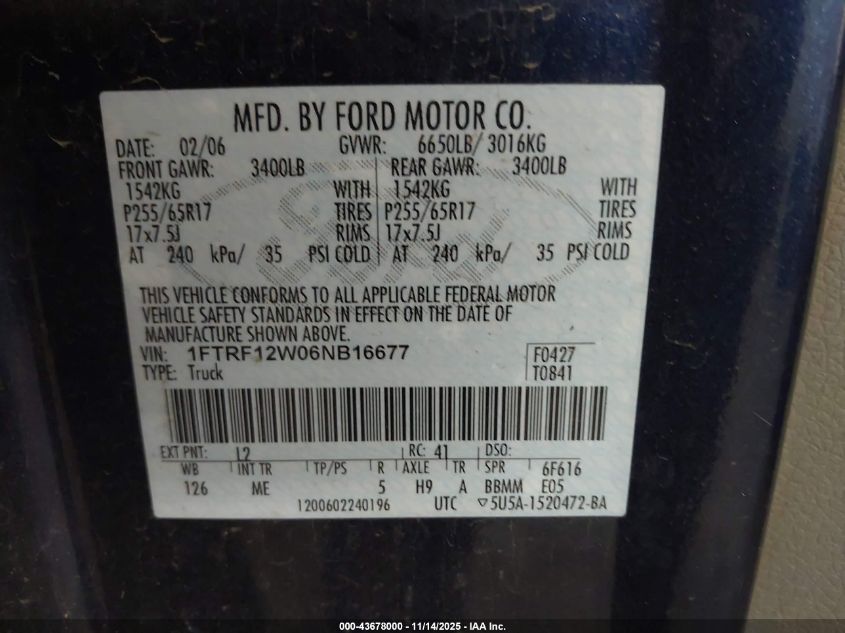 MFD. BY FORD MOTOR CO.
DATE: 02/06 GVWR: 6650LB/ 3016KG
FRONT GAWR: 3400LB REAR GAWR: 3400LB
1542KG WITH 1542KG WITH
P255/65R17 TIRES P255/65R17 TIRES
17x7.5J RIMS 17x7.5J RIMS
AT 240 kPa/ 35 PSI COLD AT 240 kPa/ 35 PSI COLD
THIS VEHICLE CONFORMS TO ALL APPLICABLE FEDERAL MOTOR
VEHICLE SAFETY STANDARDS IN EFFECT ON THE DATE OF
MANUFACTURE SHOWN ABOVE.
VIN: 1FTRF12W06NB16677 F0427
TYPE: Truck T0841
EXT PNT: L2 RC: 41 DSO:
WB INT TR TP/PS R AXLE TR SPR 6F616
126 ME 5 H9 A BBMM E05
1200602240196 UTC ▽5U5A-1520472-BA
000-43678000 - 11/14/2025 - IAA Inc.